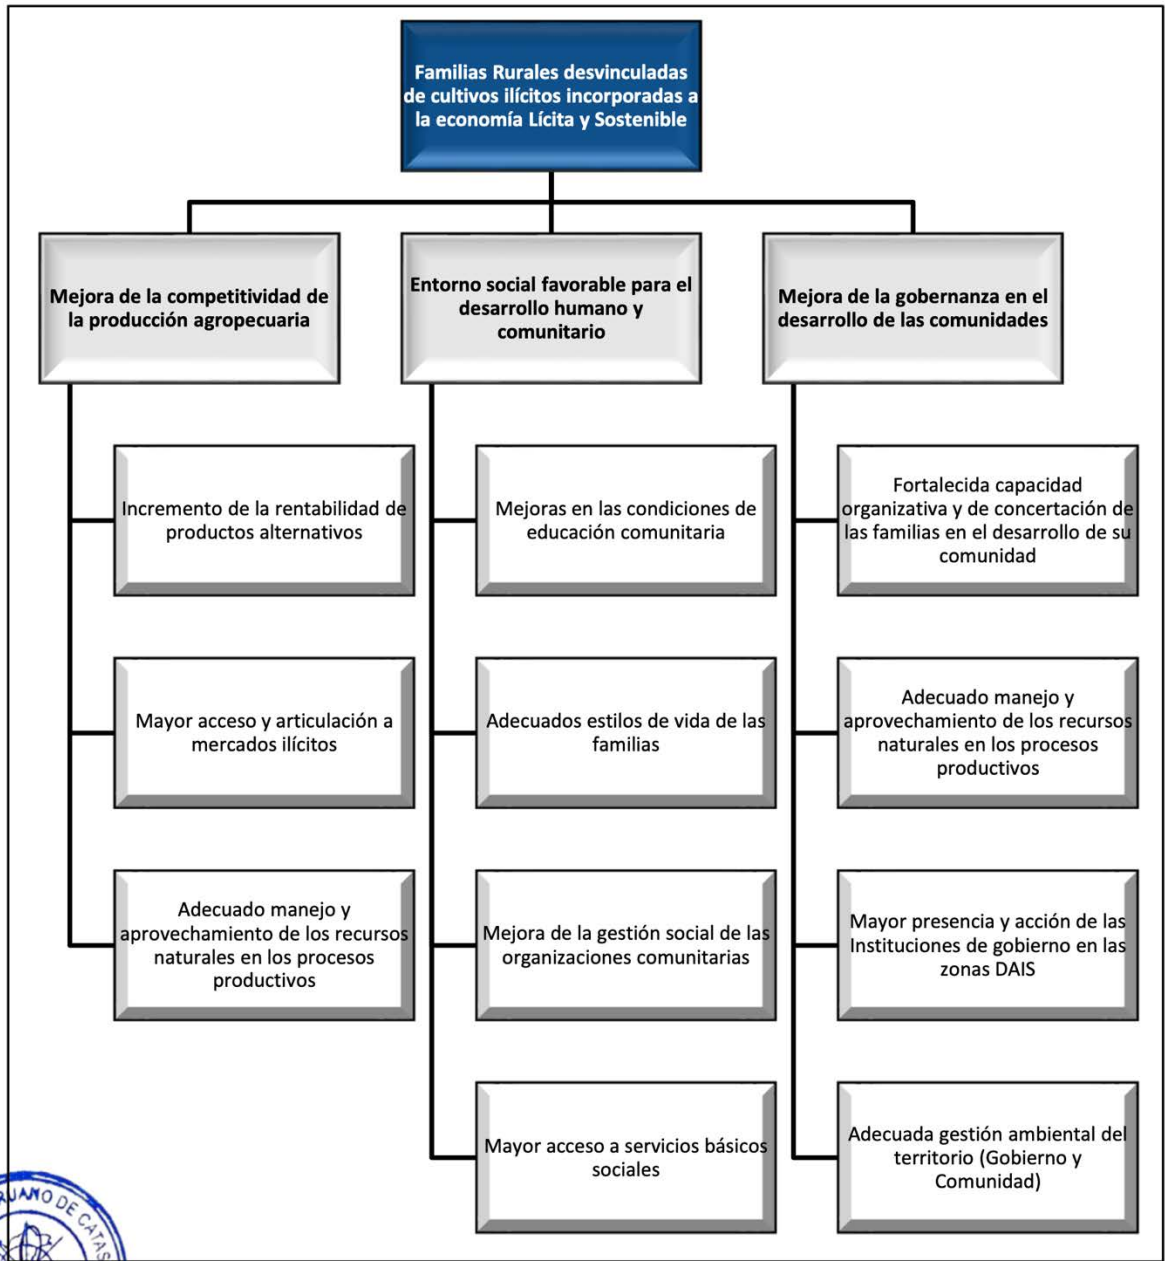 Familias Rurales desvinculadas
de cultivos ilícitos incorporadas a
la economía Lícita y Sostenible
Mejora de la competitividad de
la producción agropecuaria
Incremento de la rentabilidad de
productos alternativos
Mayor acceso y articulación a
mercados ilícitos
Adecuado manejo y
aprovechamiento de los recursos
naturales en los procesos
productivos
Entorno social favorable para el
desarrollo humano y
comunitario
Mejoras en las condiciones de
educación comunitaria
Adecuados estilos de vida de las
familias
Mejora de la gestión social de las
organizaciones comunitarias
Mayor acceso a servicios básicos
sociales
Mejora de la gobernanza en el
desarrollo de las comunidades
Fortalecida capacidad
organizativa y de concertación de
las familias en el desarrollo de su
comunidad
Adecuado manejo y
aprovechamiento de los recursos
naturales en los procesos
productivos
Mayor presencia y acción de las
Instituciones de gobierno en las
zonas DAIS
Adecuada gestión ambiental del
territorio (Gobierno y
Comunidad)
DE